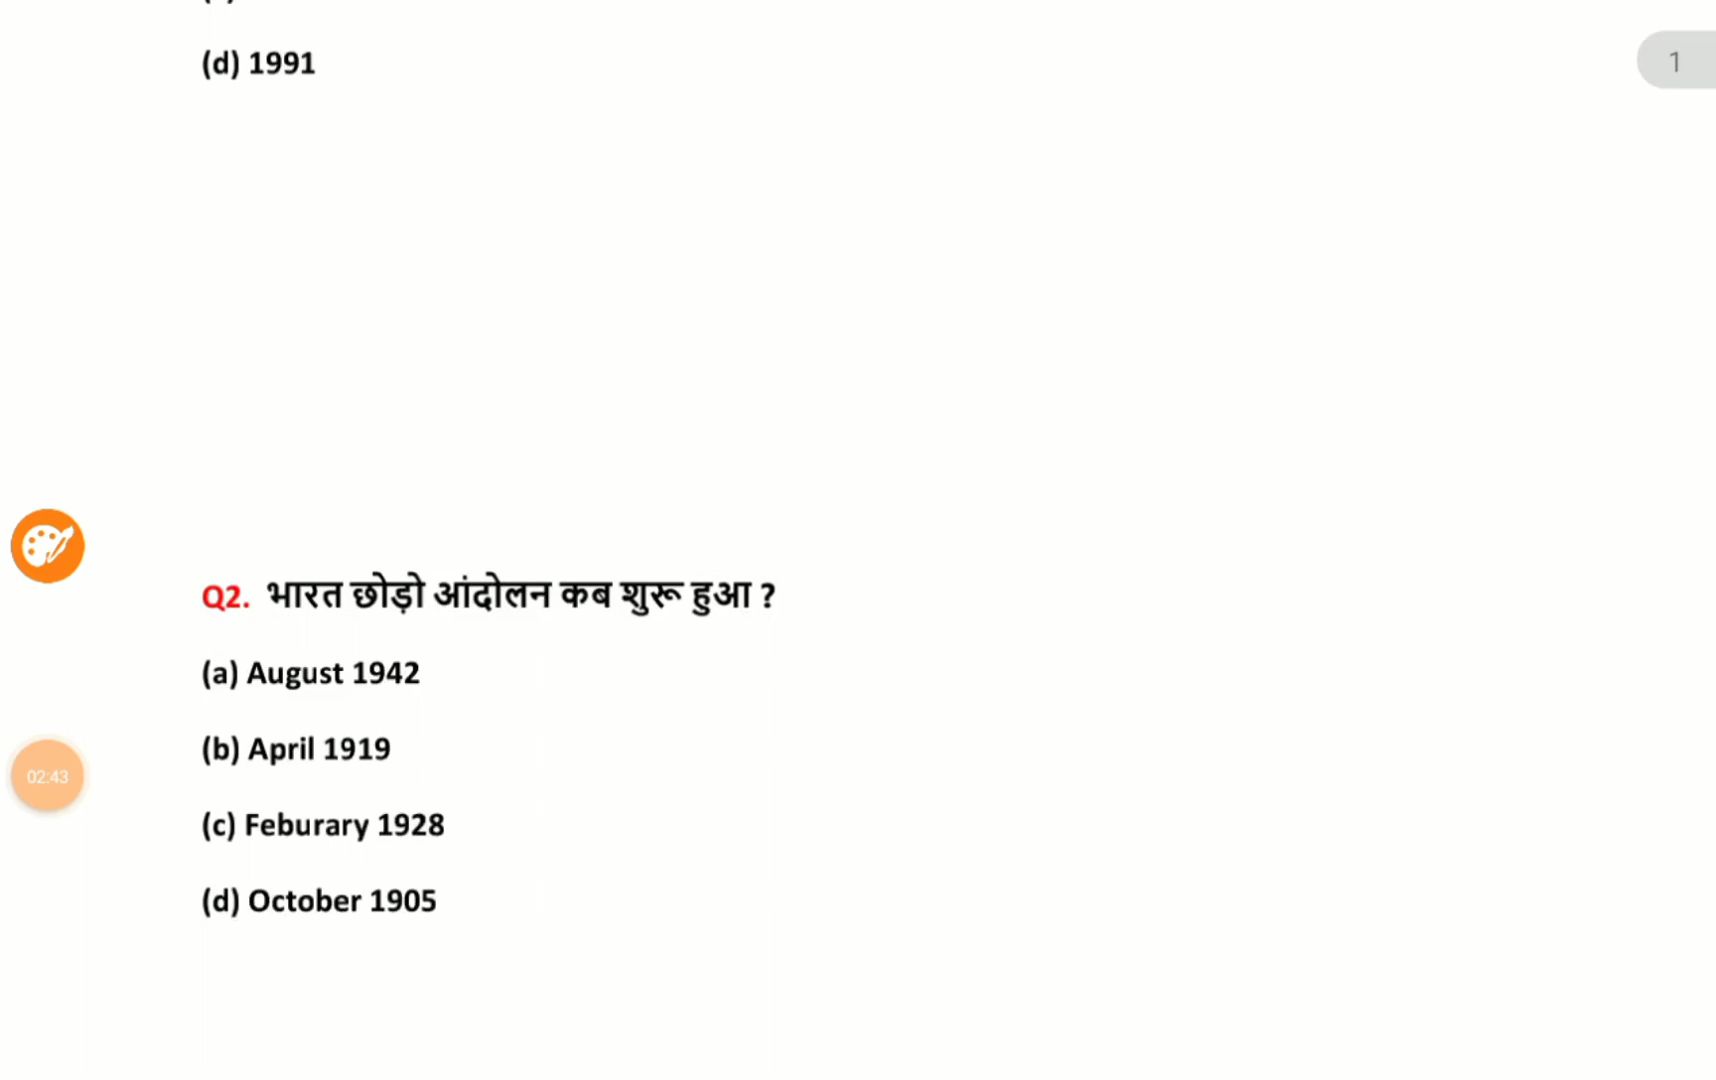 (d) 1991
1
Q2. भारत छोड़ो आंदोलन कब शुरू हुआ ?
(a) August 1942
(b) April 1919
02:43
(c) Feburary 1928
(d) October 1905